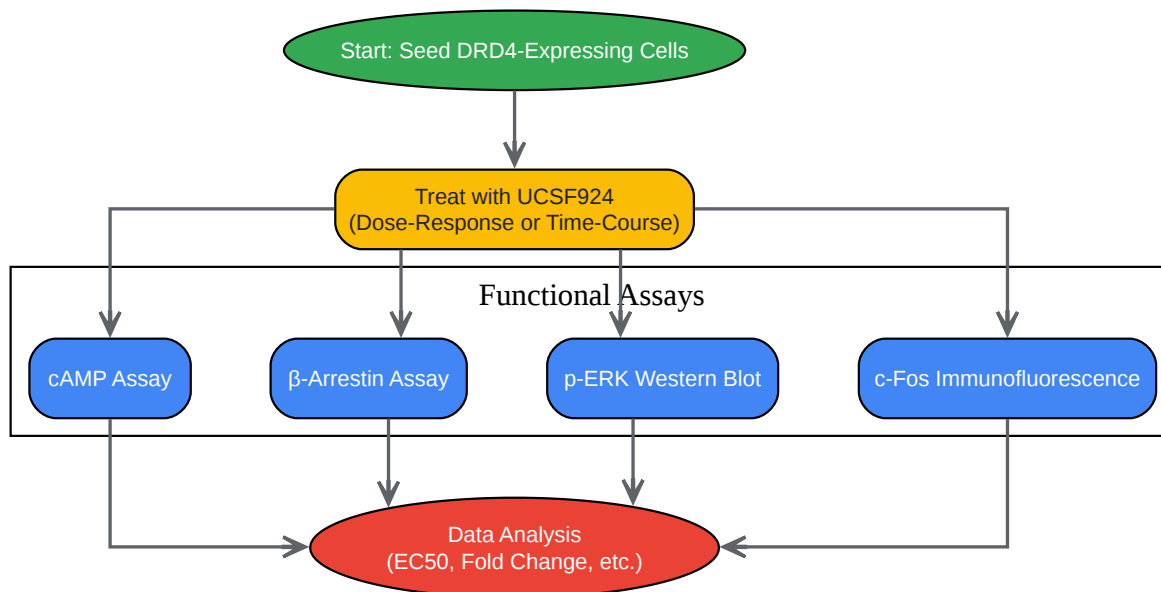 Start: Seed DRD4-Expressing Cells
Treat with UCSF924
(Dose-Response or Time-Course)
Functional Assays
cAMP Assay
β-Arrestin Assay
p-ERK Western Blot
c-Fos Immunofluorescence
Data Analysis
(EC50, Fold Change, etc.)